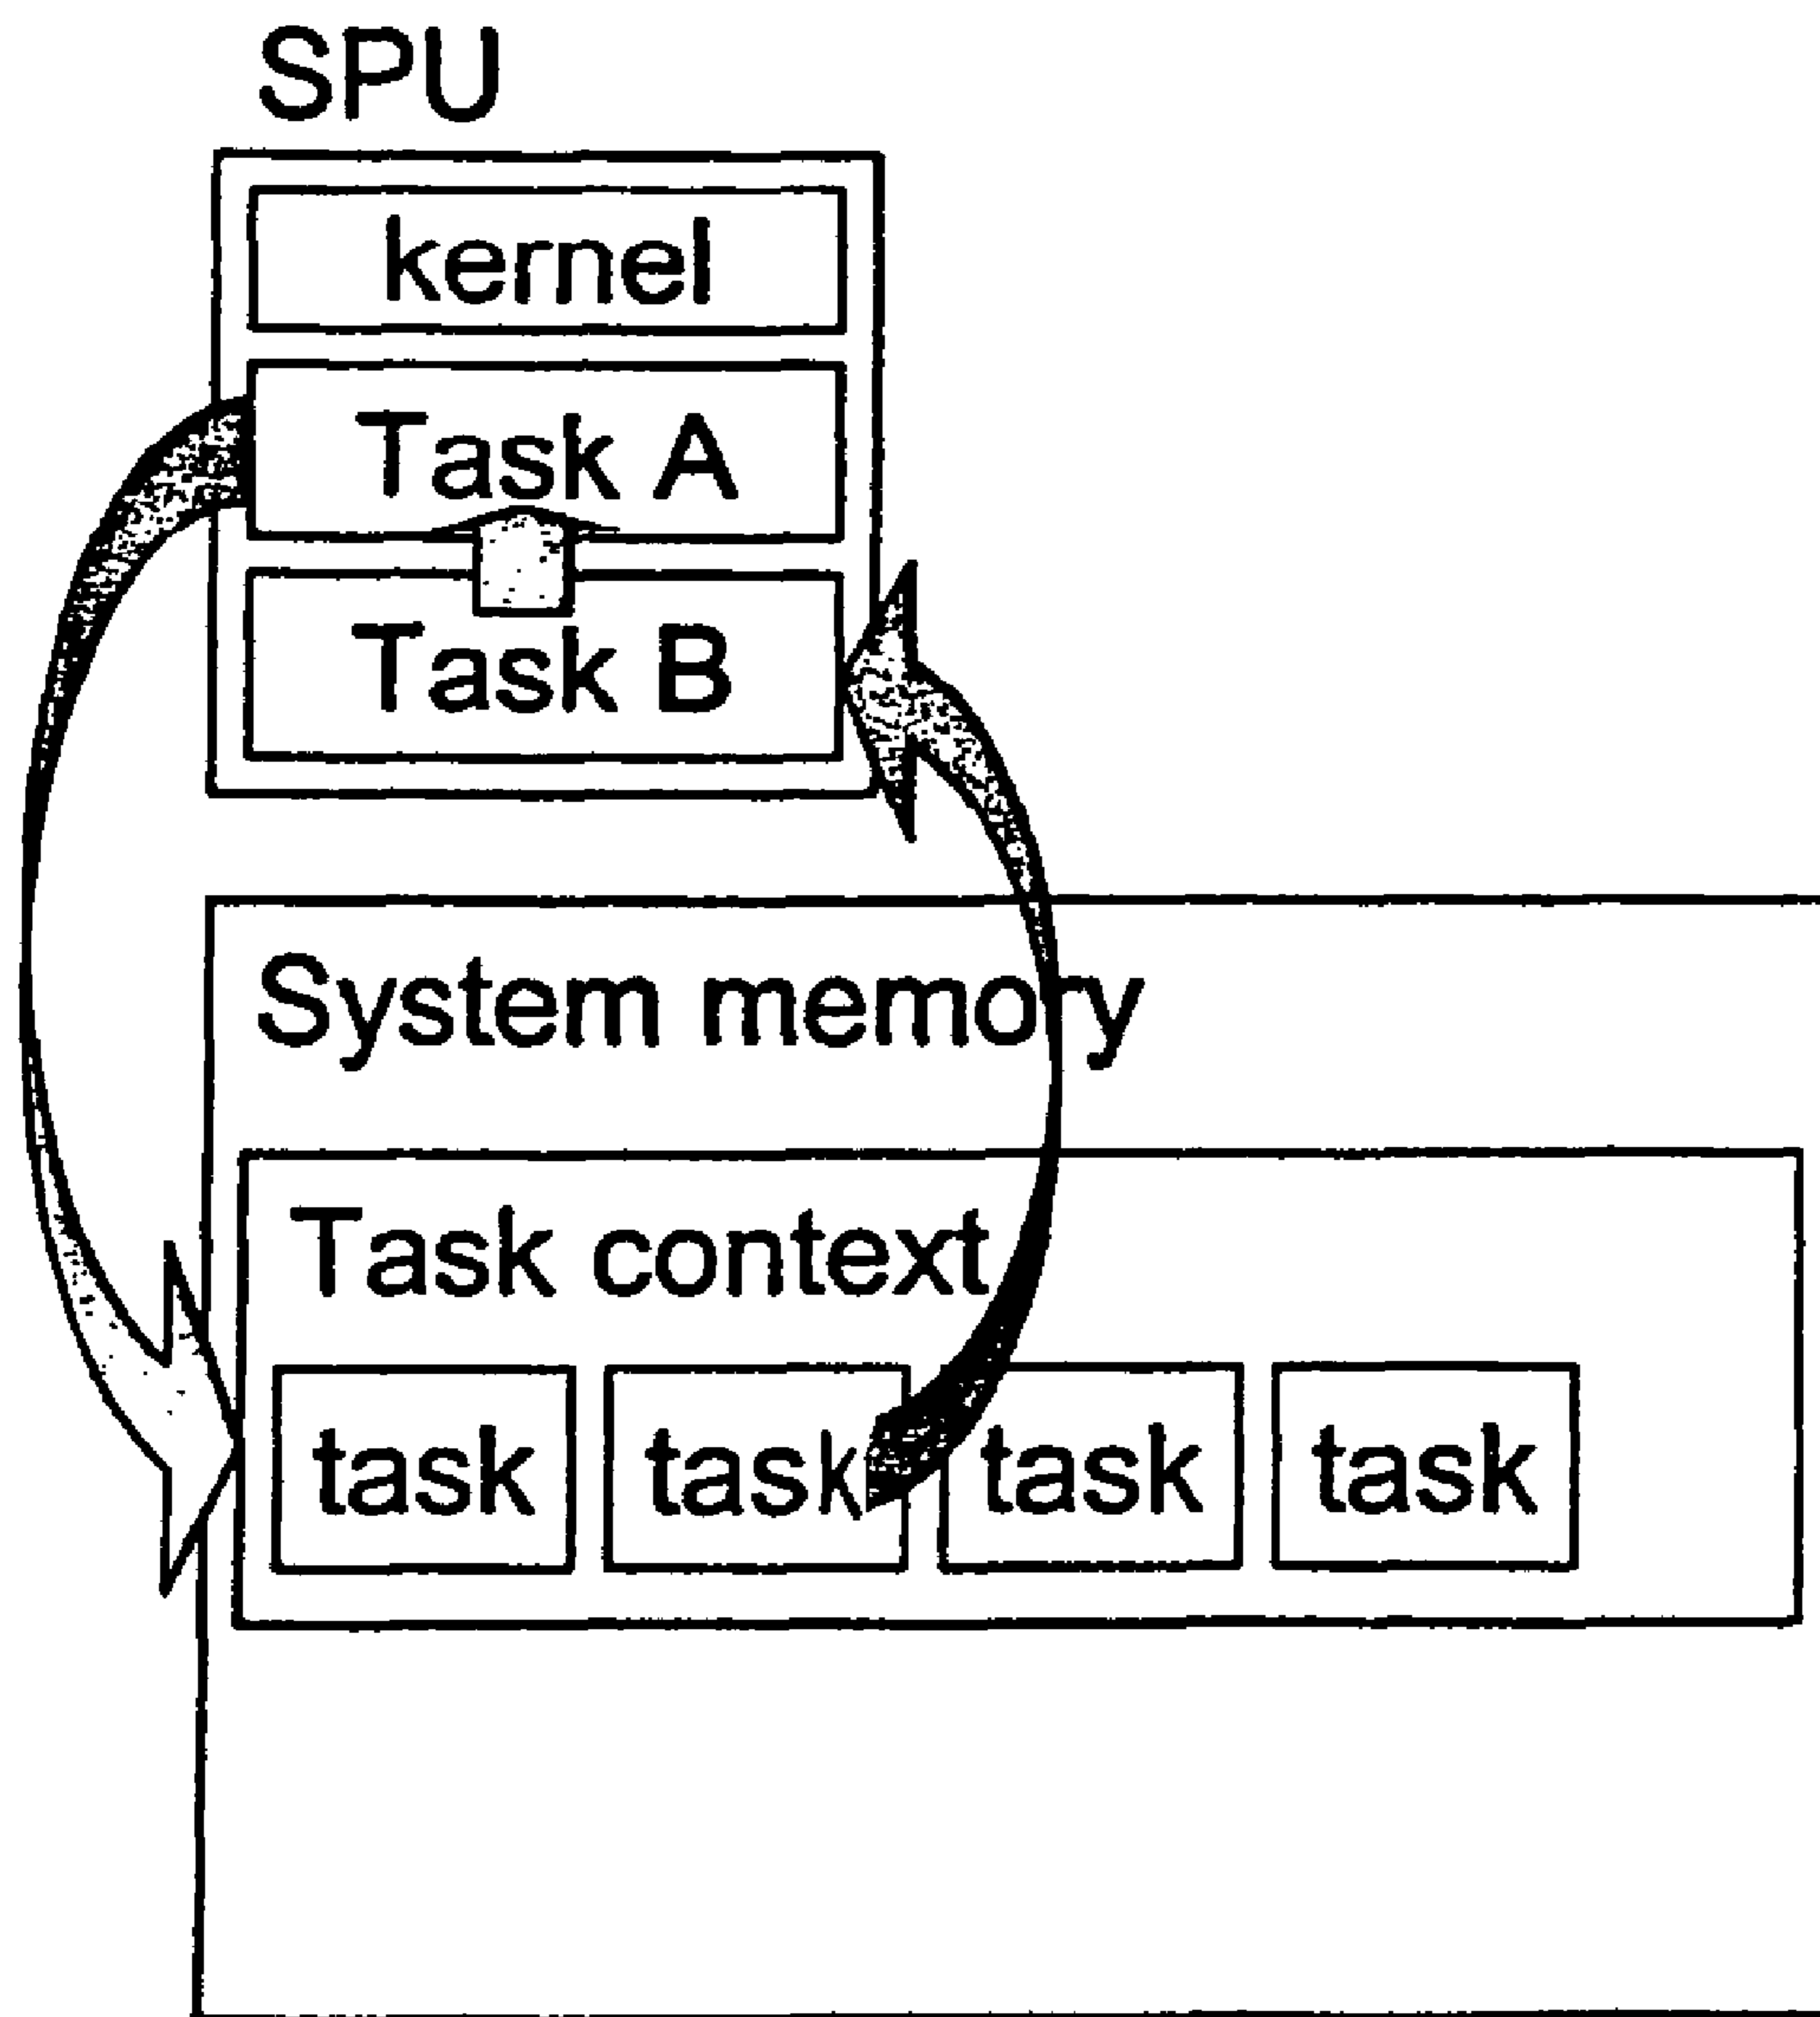 SPU
kernel
Task A
Task B
System memory
Task context
task task task task